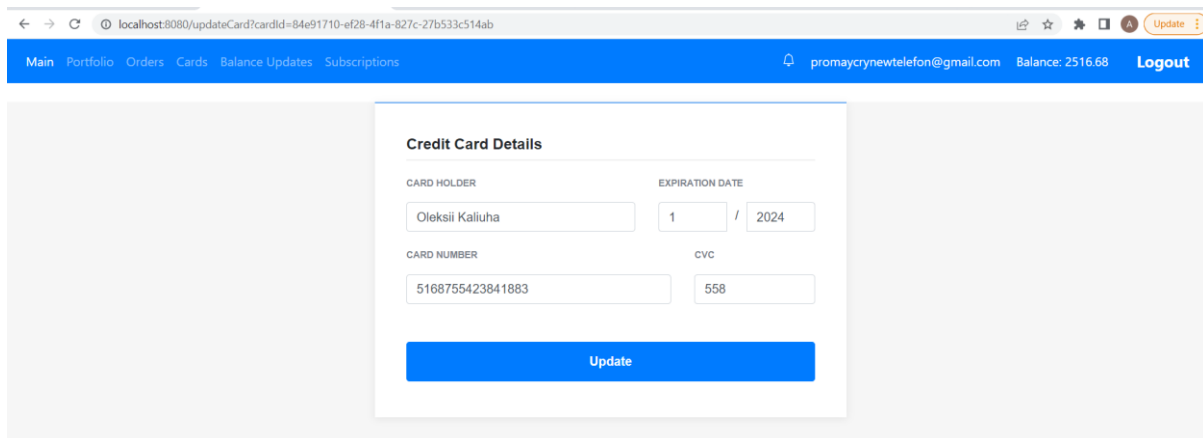 localhost:8080/updateCard?cardId=84e91710-ef28-4f1a-827c-27b533c514ab
A Update
Main Portfolio Orders Cards Balance Updates Subscriptions promaycrynewtelefon@gmail.com Balance: 2516.68 Logout
Credit Card Details
CARD HOLDER EXPIRATION DATE
Oleksii Kaliuha 1 / 2024
CARD NUMBER CVC
5168755423841883 558
Update